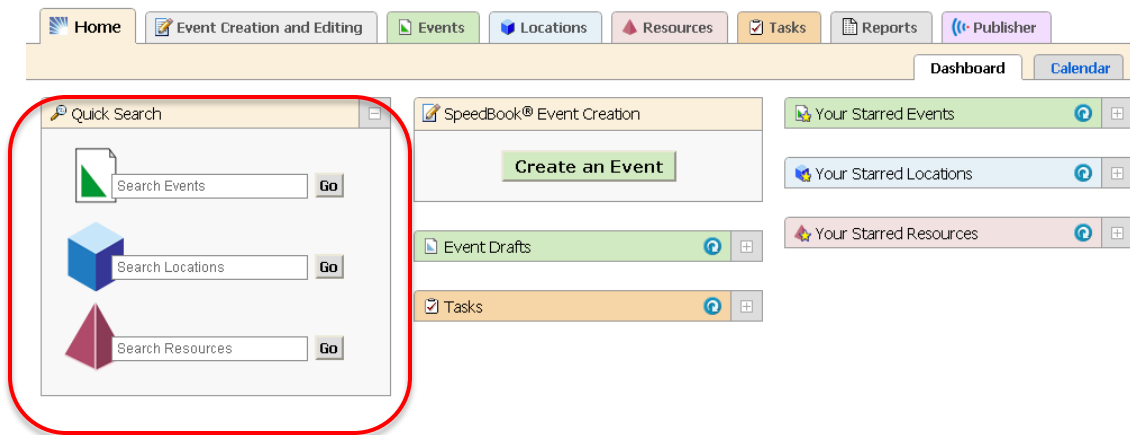 Home
Event Creation and Editing
Events
Locations
Resources
Tasks
Reports
Publisher
Dashboard
Calendar
Quick Search
Search Events
Go
Search Locations
Go
Search Resources
Go
SpeedBook® Event Creation
Create an Event
Event Drafts
Tasks
Your Starred Events
Your Starred Locations
Your Starred Resources